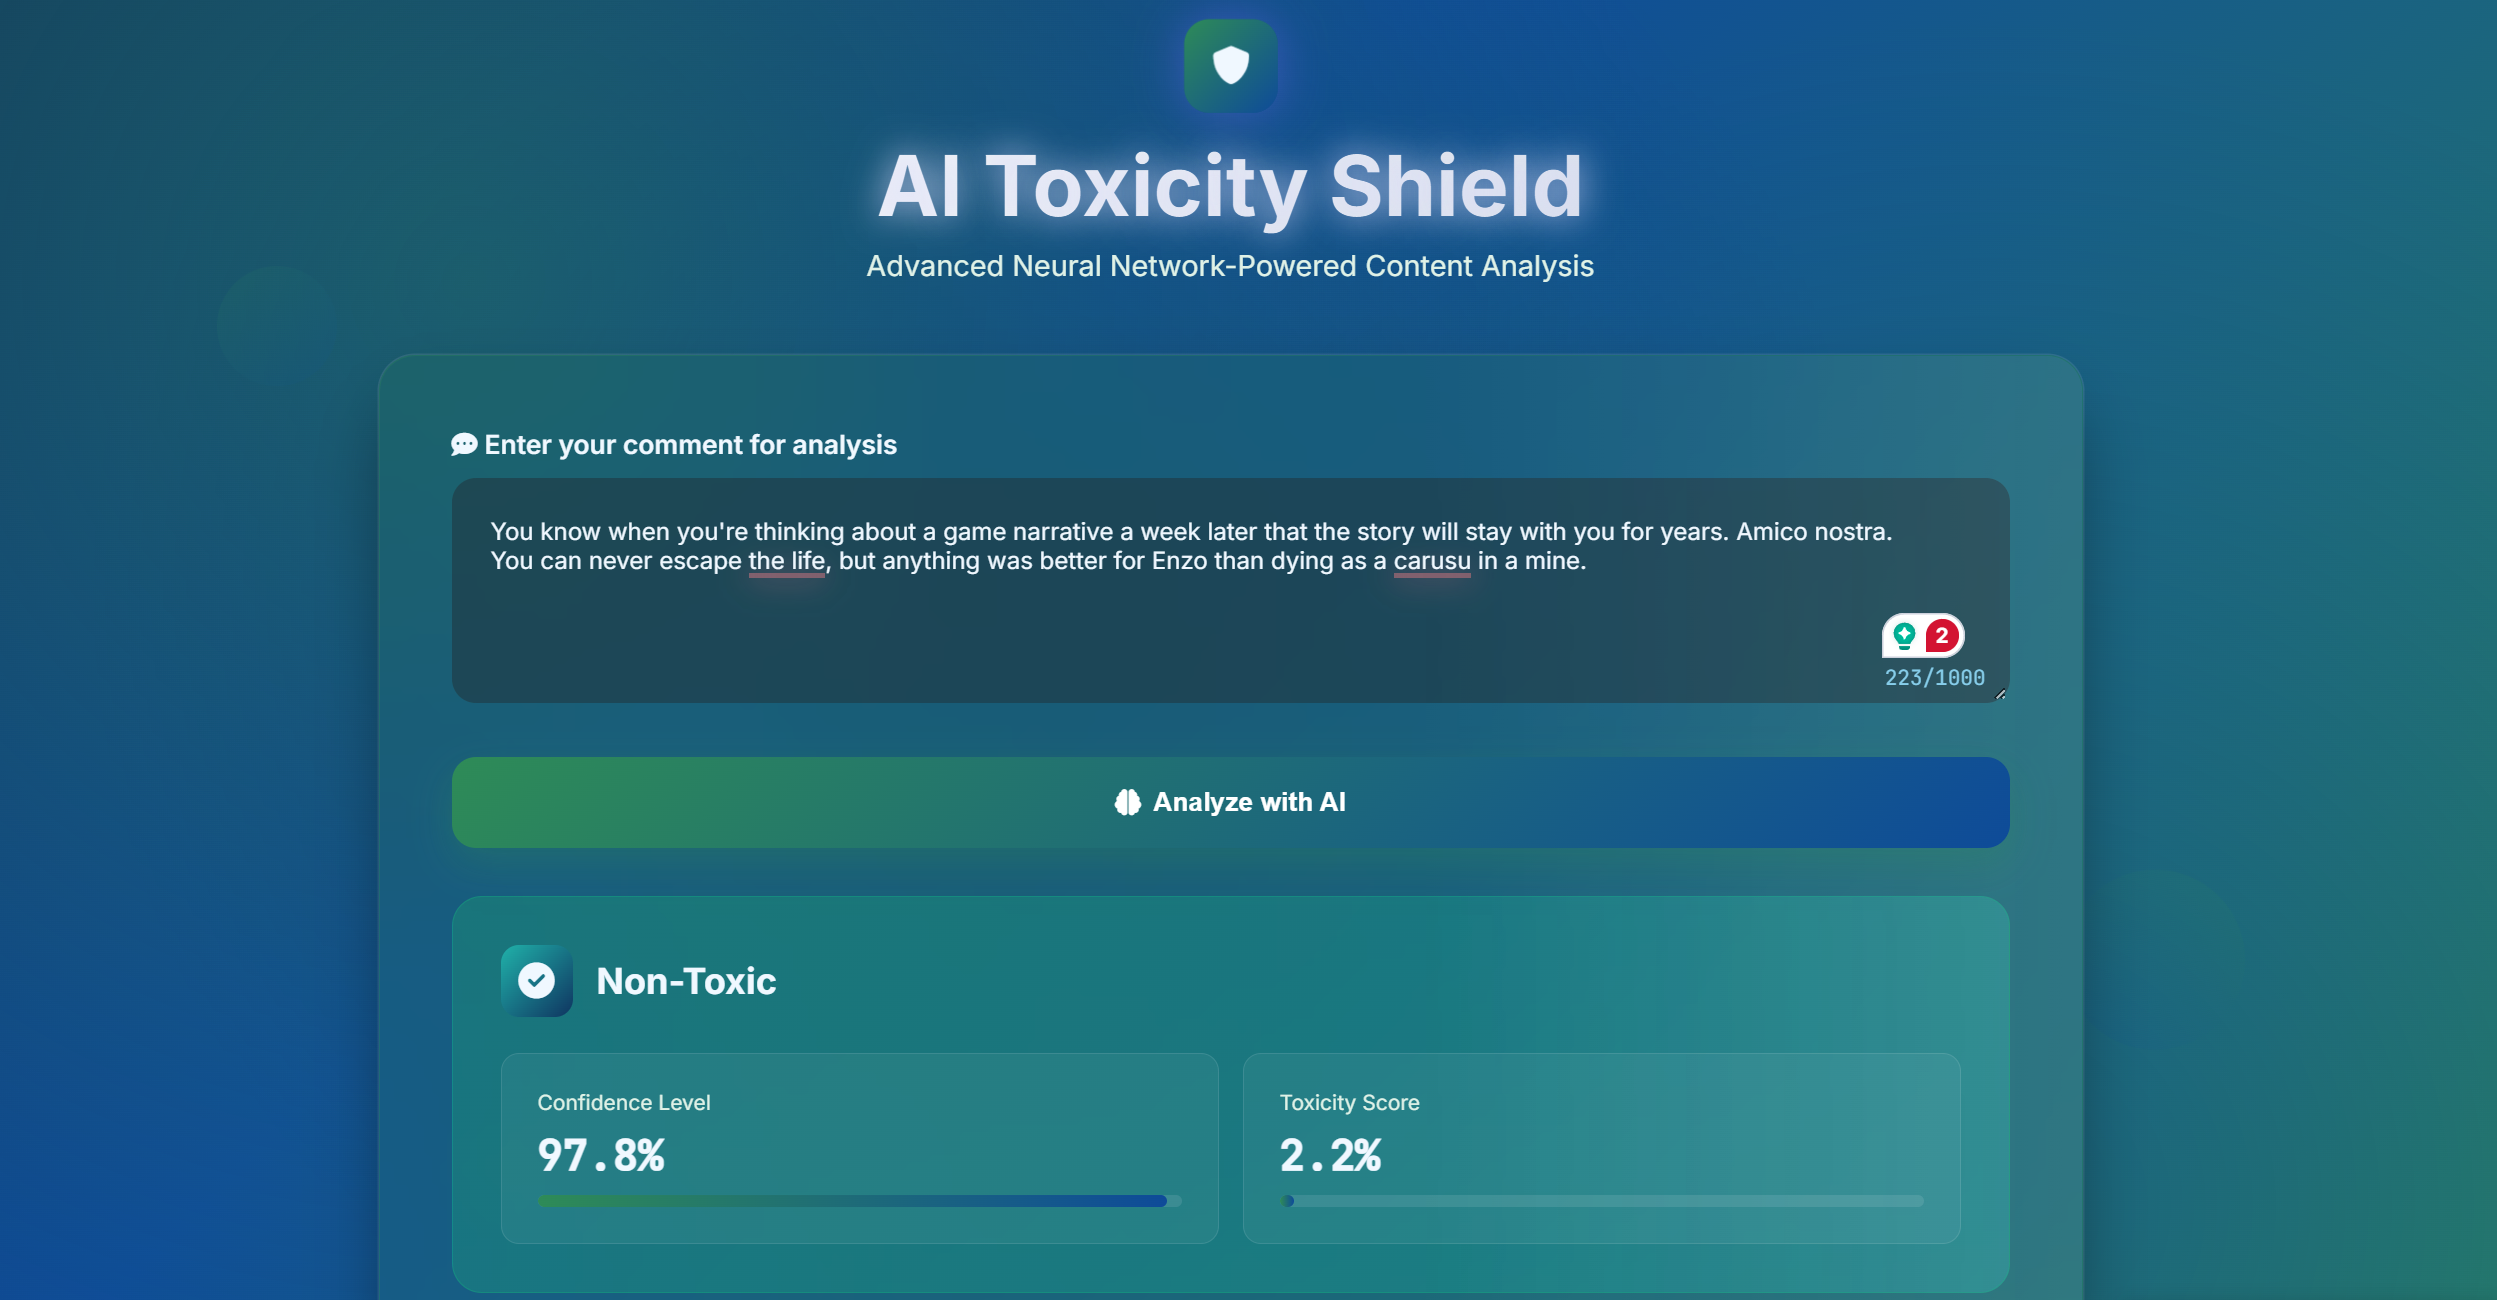 AI Toxicity Shield
Advanced Neural Network-Powered Content Analysis
Enter your comment for analysis
You know when you're thinking about a game narrative a week later that the story will stay with you for years. Amico nostra.
You can never escape the life, but anything was better for Enzo than dying as a carusu in a mine.
2
223/1000
Analyze with AI
Non-Toxic
Confidence Level
97.8%
Toxicity Score
2.2%